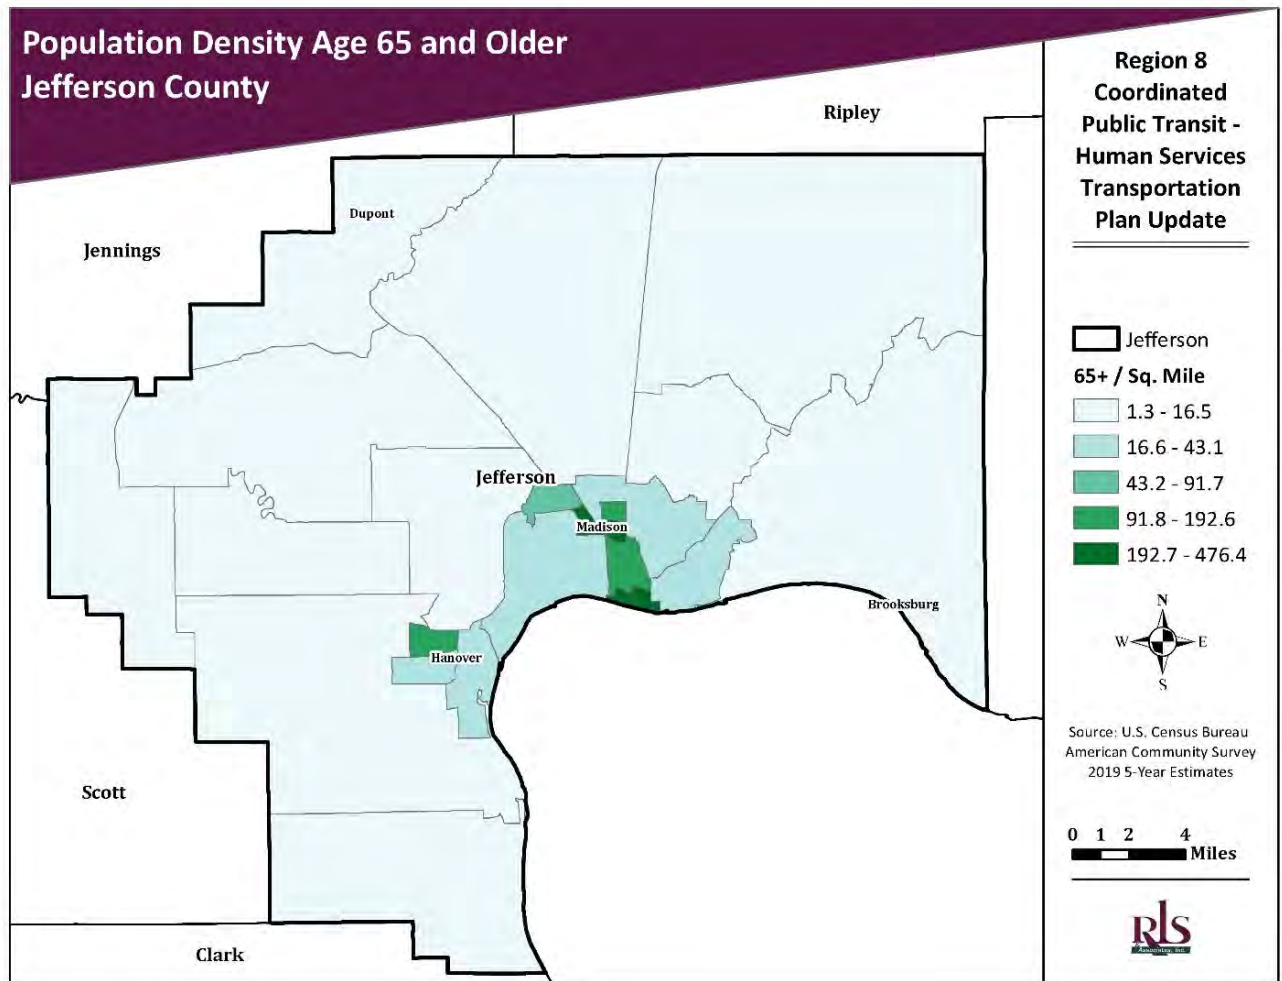 Population Density Age 65 and Older
Jefferson County
Region 8
Coordinated
Public Transit -
Human Services
Transportation
Plan Update
Ripley
Dupont
Jennings
Jefferson
65+ / Sq. Mile
1.3 - 16.5
16.6 - 43.1
43.2 - 91.7
91.8 - 192.6
192.7 - 476.4
Jefferson
Madison
Brooksburg
Hanover
N
W E
S
Source: U.S. Census Bureau
American Community Survey
2019 5-Year Estimates
Scott
0 1 2 4
Miles
Clark
RLS
& Associates, Inc.